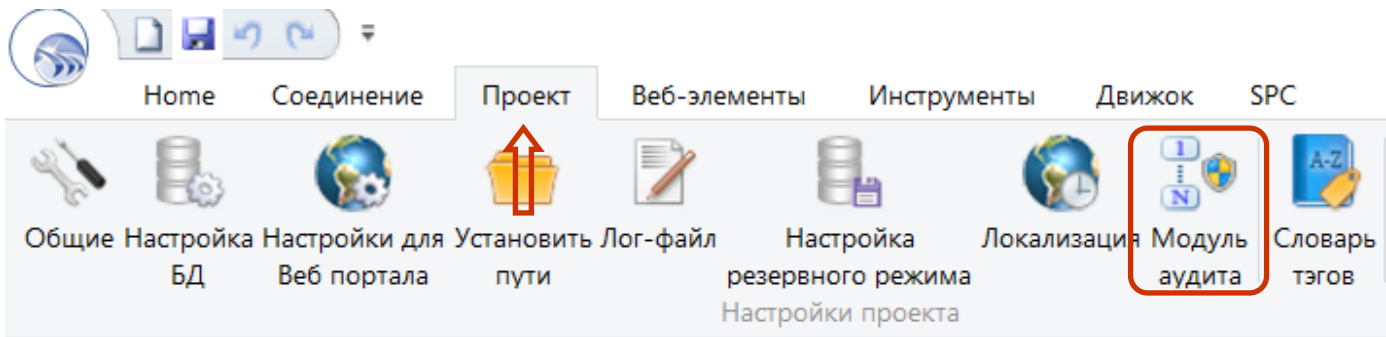 Home Соединение Проект Веб-элементы Инструменты Движок SPC
1
N
A-Z
Общие Настройка Настройки для Установить Лог-файл Настройка Локализация Модуль Словарь
БД Веб портала пути резервного режима аудита тэгов
Настройки проекта